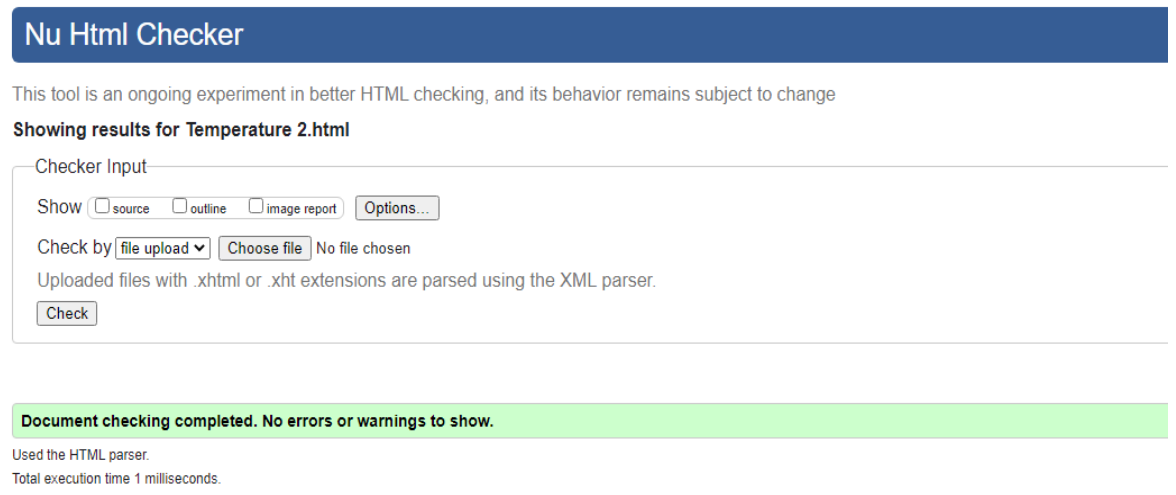 Nu Html Checker
This tool is an ongoing experiment in better HTML checking, and its behavior remains subject to change
Showing results for Temperature 2.html
Checker Input
Show source outline image report Options...
Check by file upload Choose file No file chosen
Uploaded files with .xhtml or .xht extensions are parsed using the XML parser.
Check
Document checking completed. No errors or warnings to show.
Used the HTML parser.
Total execution time 1 milliseconds.